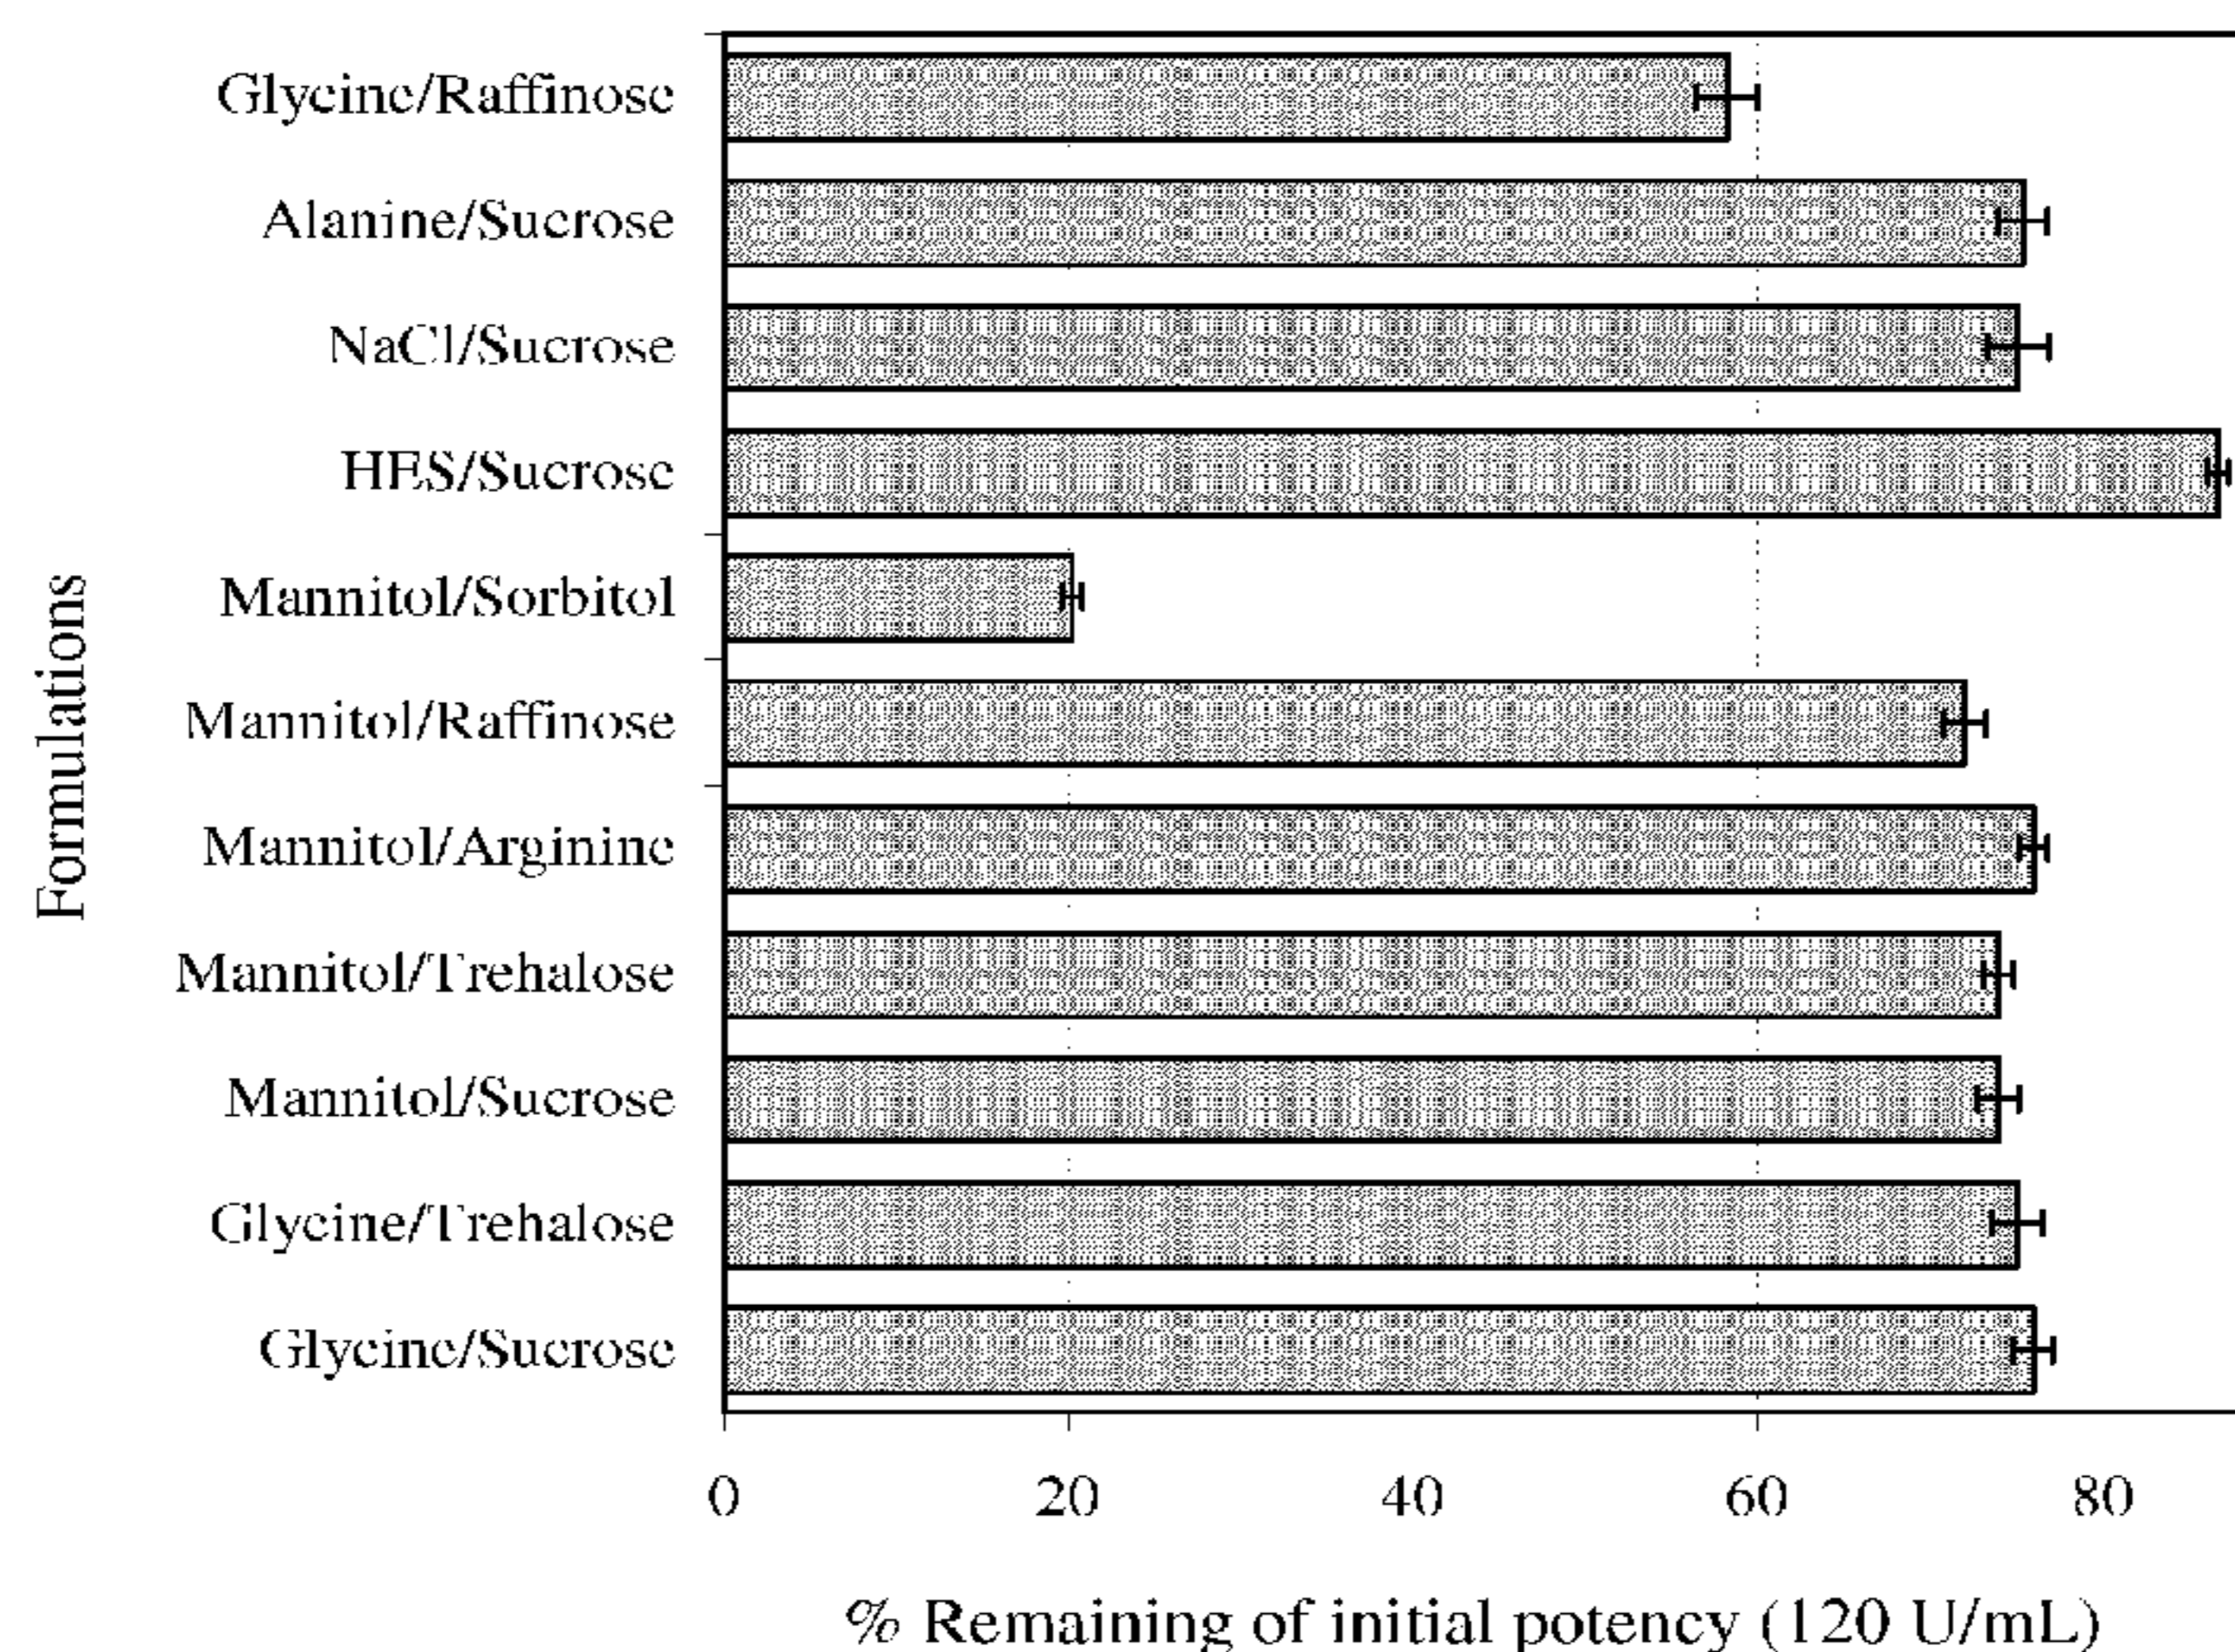 Glycine/Raffinose
Alanine/Sucrose
NaCl/Sucrose
HES/Sucrose
Mannitol/Sorbitol
Mannitol/Raffinose
Mannitol/Arginine
Mannitol/Trehalose
Mannitol/Sucrose
Glycine/Trehalose
Glycine/Sucrose
Formulations
0 20 40 60 80
% Remaining of initial potency (120 U/mL)